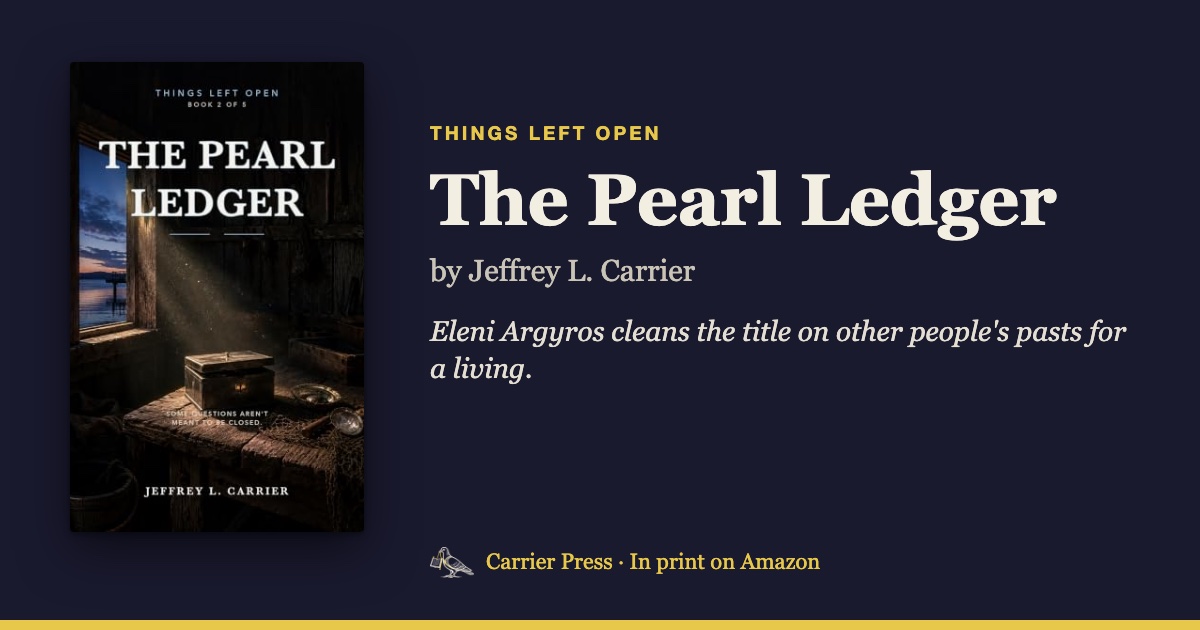 THINGS LEFT OPEN
BOOK 2 OF 5
THE PEARL
LEDGER
SOME QUESTIONS AREN'T
MEANT TO BE CLOSED.
JEFFREY L. CARRIER
THINGS LEFT OPEN
The Pearl Ledger
by Jeffrey L. Carrier
Eleni Argyros cleans the title on other people's pasts for
a living.
Carrier Press · In print on Amazon